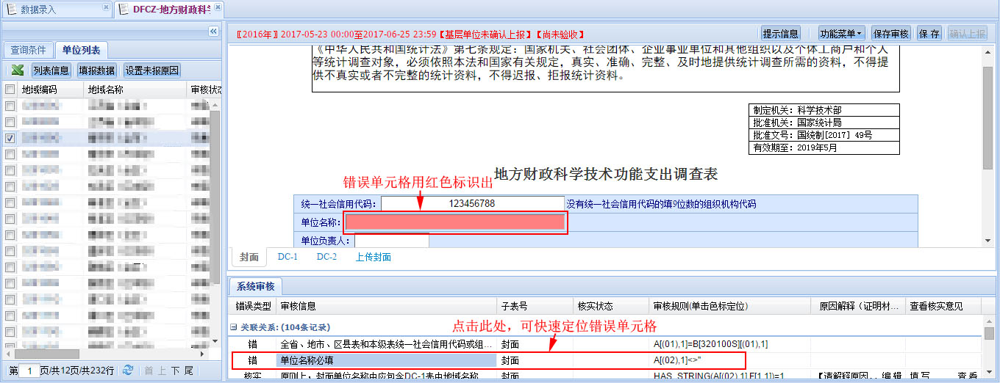 数据录入
DFCZ-地方财政科学
〖2016年〗2017-05-23 00:00至2017-06-25 23:59【基层单位未确认上报】【尚未验收】
提示信息 功能菜单 保存审核 保 存 确认上报
查询条件 单位列表
列表信息 填报数据 设置未报原因
地域编码 地域名称 审核状态
《中华人民共和国统计法》第七条规定：国家机关、社会团体、企业事业单位和其他组织以及个体工商户和个人
等统计调查对象，必须依照本法和国家有关规定，真实、准确、完整、及时地提供统计调查所需的资料，不得提
供不真实或者不完整的统计资料，不得迟报、拒报统计资料。
制定机关：科学技术部
批准机关：国家统计局
批准文号：国统制[2017] 49号
有效期至：2019年5月
地方财政科学技术功能支出调查表
错误单元格用红色标识出
统一社会信用代码： 123456788 没有统一社会信用代码的填9位数的组织机构代码
单位名称：
单位负责人：
封面 DC-1 DC-2 上传封面
系统审核
错误类型 审核信息 子表号 核实状态 审核规则(单击色标定位) 原因解释（证明材... 查看核实意见
关联关系：(104条记录)
点击此处，可快速定位错误单元格
错 全省、地市、区县表和本级表统一社会信用代码或组... 封面 A[(01),1]=B[320100S][(01),1]
错 单位名称必填 封面 A[(02),1]<>''
核实 原则上，封面单位名称中应包含DC-1表中地域名称 封面 HAS_STRING(A[(02),1],F[1,1])=1 【请解释原因.. 编 辑 填 写 查 看
第 1 页/共12页/共232行 首 上 下 尾